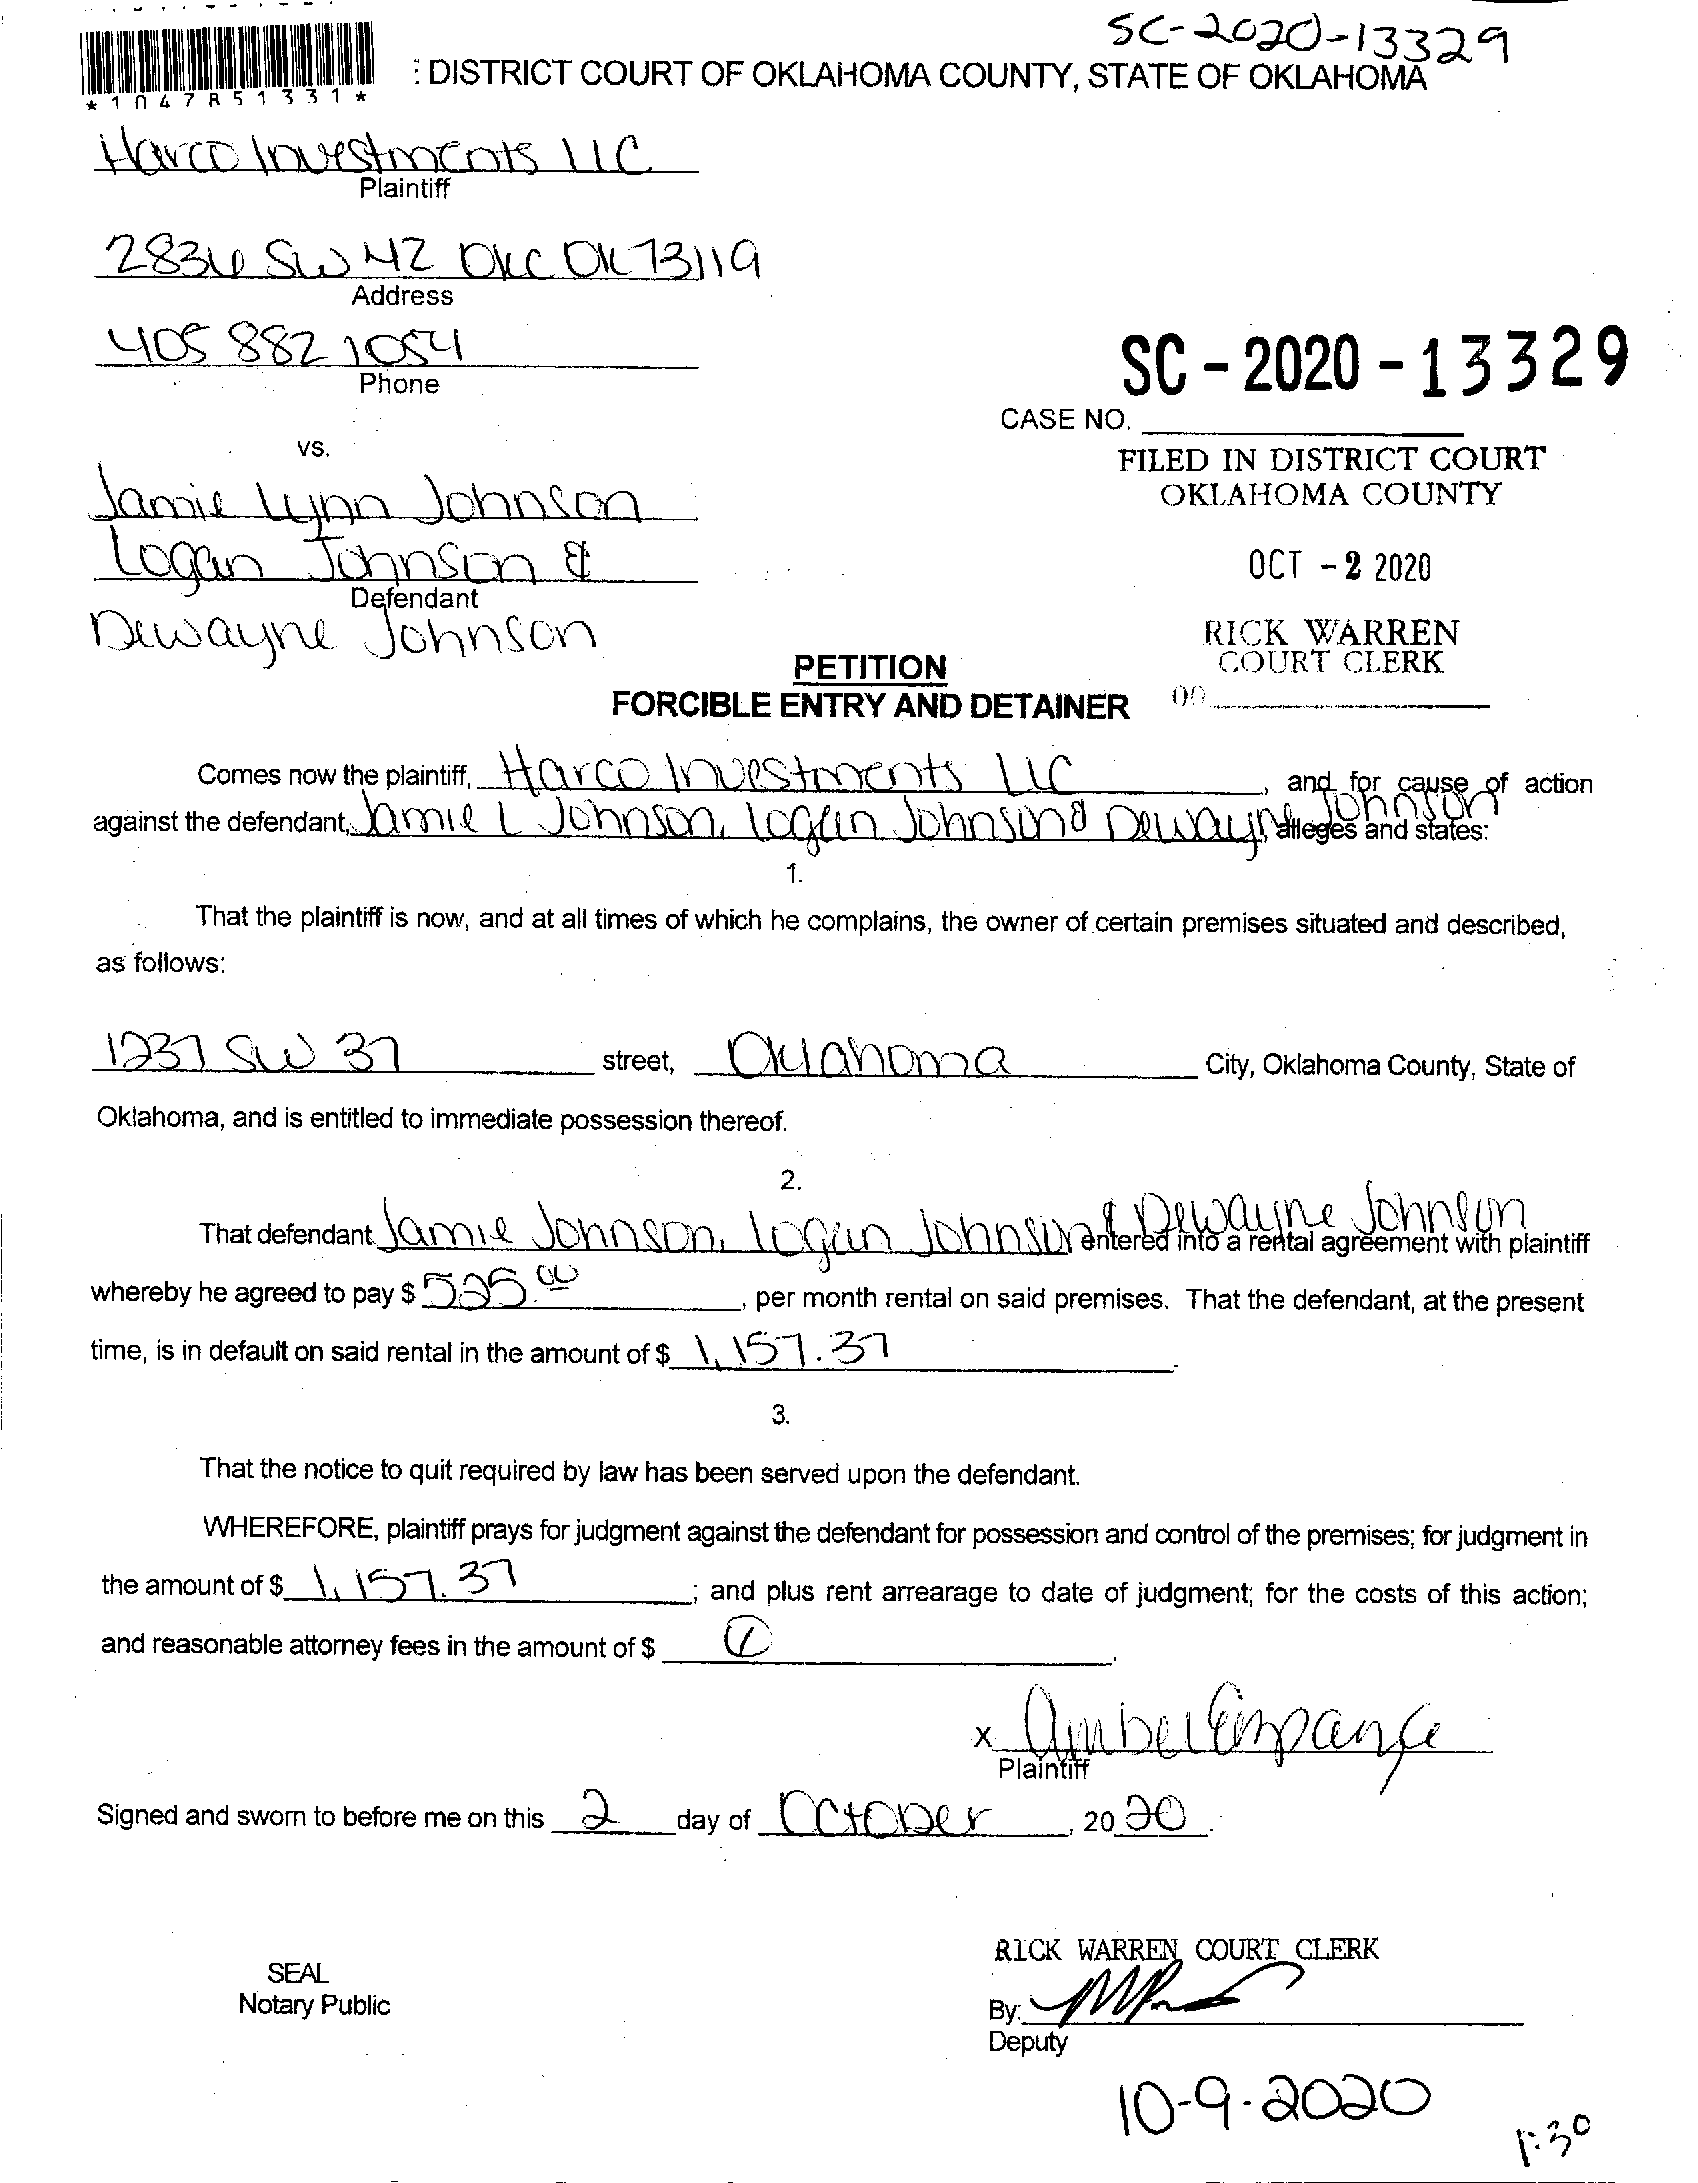 SC-2020-13329
: DISTRICT COURT OF OKLAHOMA COUNTY, STATE OF OKLAHOMA
* 1 0 4 7 8 5 1 3 3 1 *
Harco Investments LLC
Plaintiff
2836 SW 42 OKC OK 73119
Address
405 882 1054
Phone
SC - 2020 - 13329
CASE NO.
vs.
FILED IN DISTRICT COURT
OKLAHOMA COUNTY
Jamie Lynn Johnson
Logan Johnson &
Defendant
Dewayne Johnson
OCT - 2 2020
RICK WARREN
COURT CLERK
PETITION
FORCIBLE ENTRY AND DETAINER
Comes now the plaintiff, Harco Investments LLC, and for cause of action
against the defendant, Jamie L Johnson, Logan Johnson & Dewayne Johnson, alleges and states:
1.
That the plaintiff is now, and at all times of which he complains, the owner of certain premises situated and described,
as follows:
1237 SW 37 street, Oklahoma City, Oklahoma County, State of
Oklahoma, and is entitled to immediate possession thereof.
2.
That defendant Jamie Johnson, Logan Johnson & Dewayne Johnson entered into a rental agreement with plaintiff
whereby he agreed to pay $ 525.00, per month rental on said premises. That the defendant, at the present
time, is in default on said rental in the amount of $ 1,157.37.
3.
That the notice to quit required by law has been served upon the defendant.
WHEREFORE, plaintiff prays for judgment against the defendant for possession and control of the premises; for judgment in
the amount of $ 1,157.37; and plus rent arrearage to date of judgment; for the costs of this action;
and reasonable attorney fees in the amount of $
x Amber
Plaintiff
Signed and sworn to before me on this 2 day of October, 2020.
RICK WARREN COURT CLERK
SEAL
Notary Public
By:
Deputy
10-9-2020
1:30